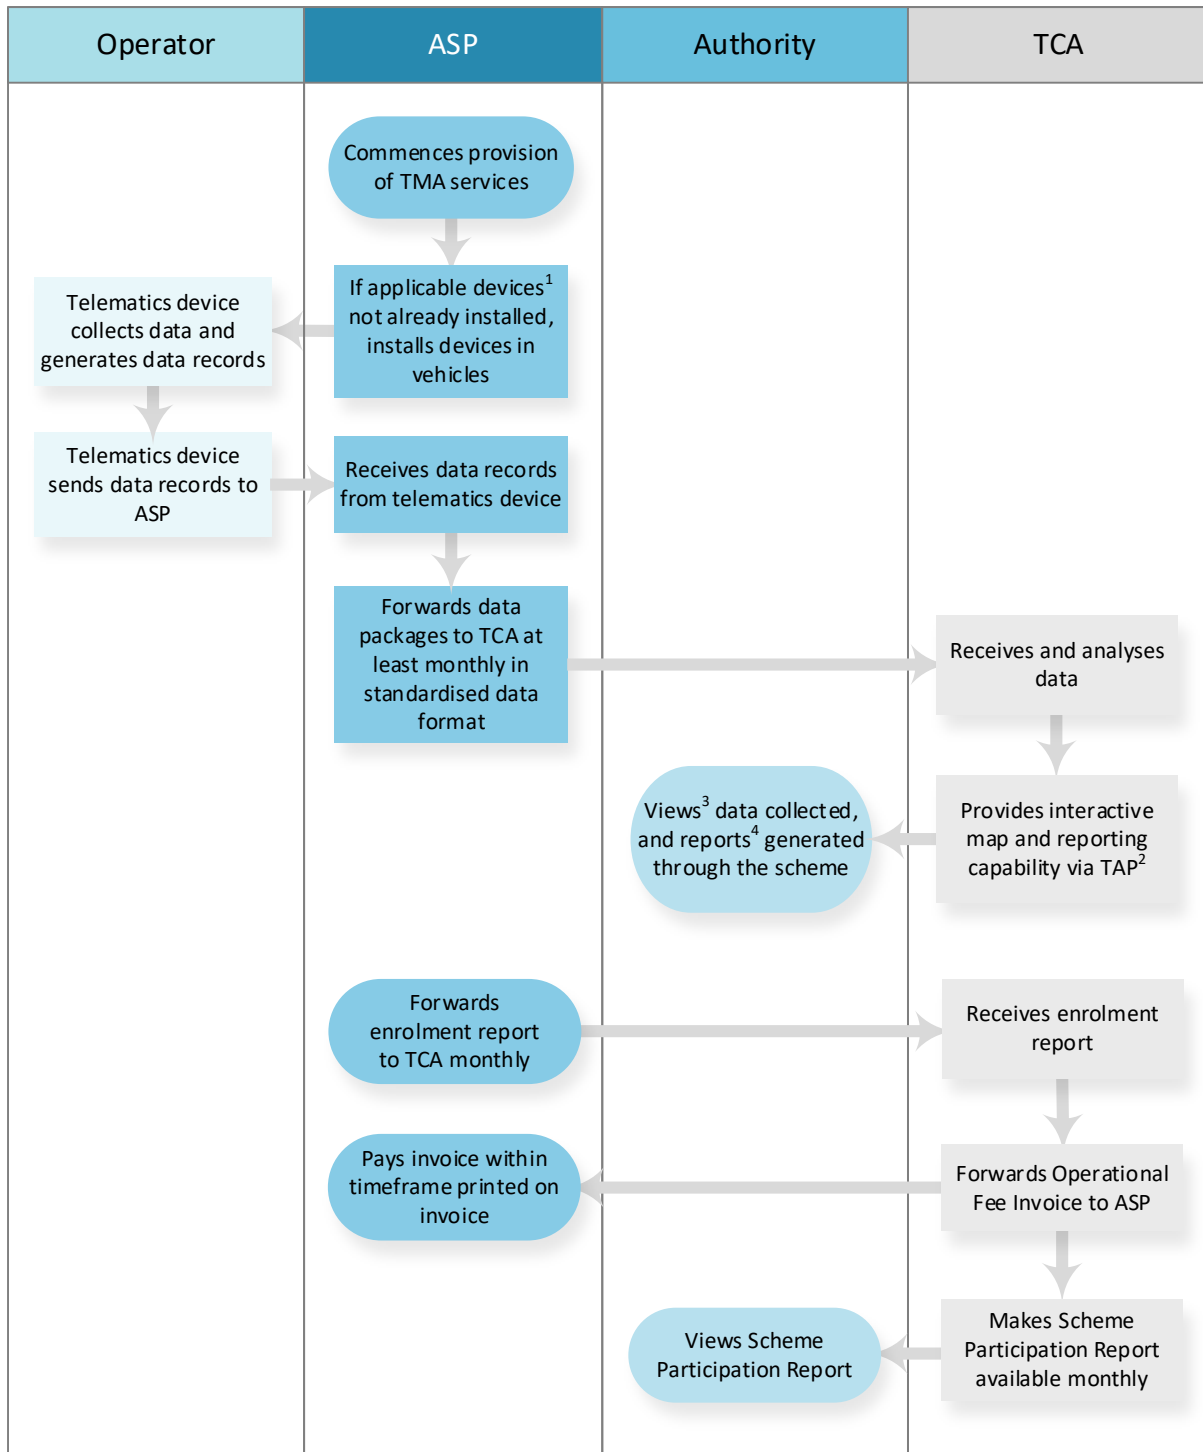 Operator
ASP
Authority
TCA
Commences provision
of TMA services
If applicable devices1
not already installed,
installs devices in
vehicles
Telematics device
collects data and
generates data records
Telematics device
sends data records to
ASP
Receives data records
from telematics device
Forwards data
packages to TCA at
least monthly in
standardised data
format
Receives and analyses
data
Provides interactive
map and reporting
capability via TAP2
Views3 data collected,
and reports4 generated
through the scheme
Forwards
enrolment report
to TCA monthly
Receives enrolment
report
Forwards Operational
Fee Invoice to ASP
Pays invoice within
timeframe printed on
invoice
Makes Scheme
Participation Report
available monthly
Views Scheme
Participation Report